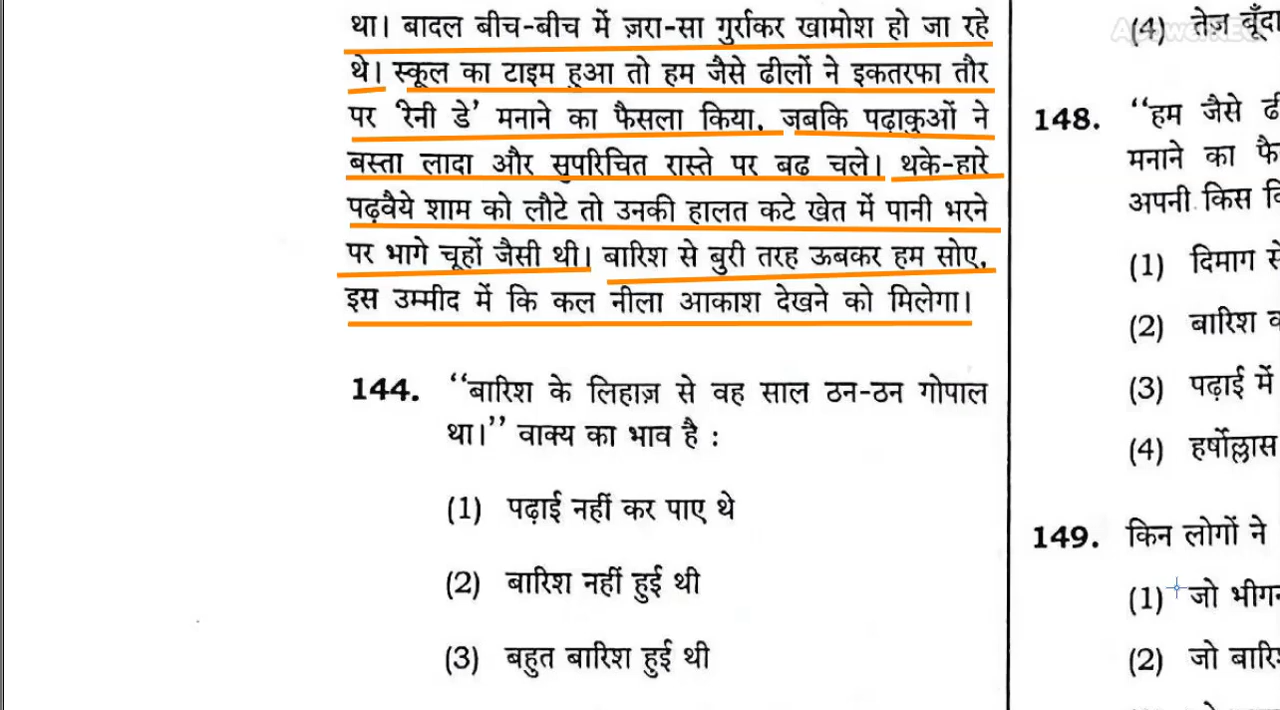 था। बादल बीच-बीच में ज़रा-सा गुर्राकर खामोश हो जा रहे
थे। स्कूल का टाइम हुआ तो हम जैसे ढीलों ने इकतरफा तौर
पर 'रेनी डे' मनाने का फैसला किया, जबकि पढ़ाकुओं ने
बस्ता लादा और सुपरिचित रास्ते पर बढ चले। थके-हारे
पढ़वैये शाम को लौटे तो उनकी हालत कटे खेत में पानी भरने
पर भागे चूहों जैसी थी। बारिश से बुरी तरह ऊबकर हम सोए,
इस उम्मीद में कि कल नीला आकाश देखने को मिलेगा।
144. ‘‘बारिश के लिहाज़ से वह साल ठन-ठन गोपाल
था।’’ वाक्य का भाव है :
(1) पढ़ाई नहीं कर पाए थे
(2) बारिश नहीं हुई थी
(3) बहुत बारिश हुई थी
(4) तेज़
148. ‘‘हम जैसे
मनाने का
अपनी किस
(1) दिमाग
(2) बारिश
(3) पढ़ाई में
(4) हर्षोल्लास
149. किन लोगों ने
(1) जो
(2) जो